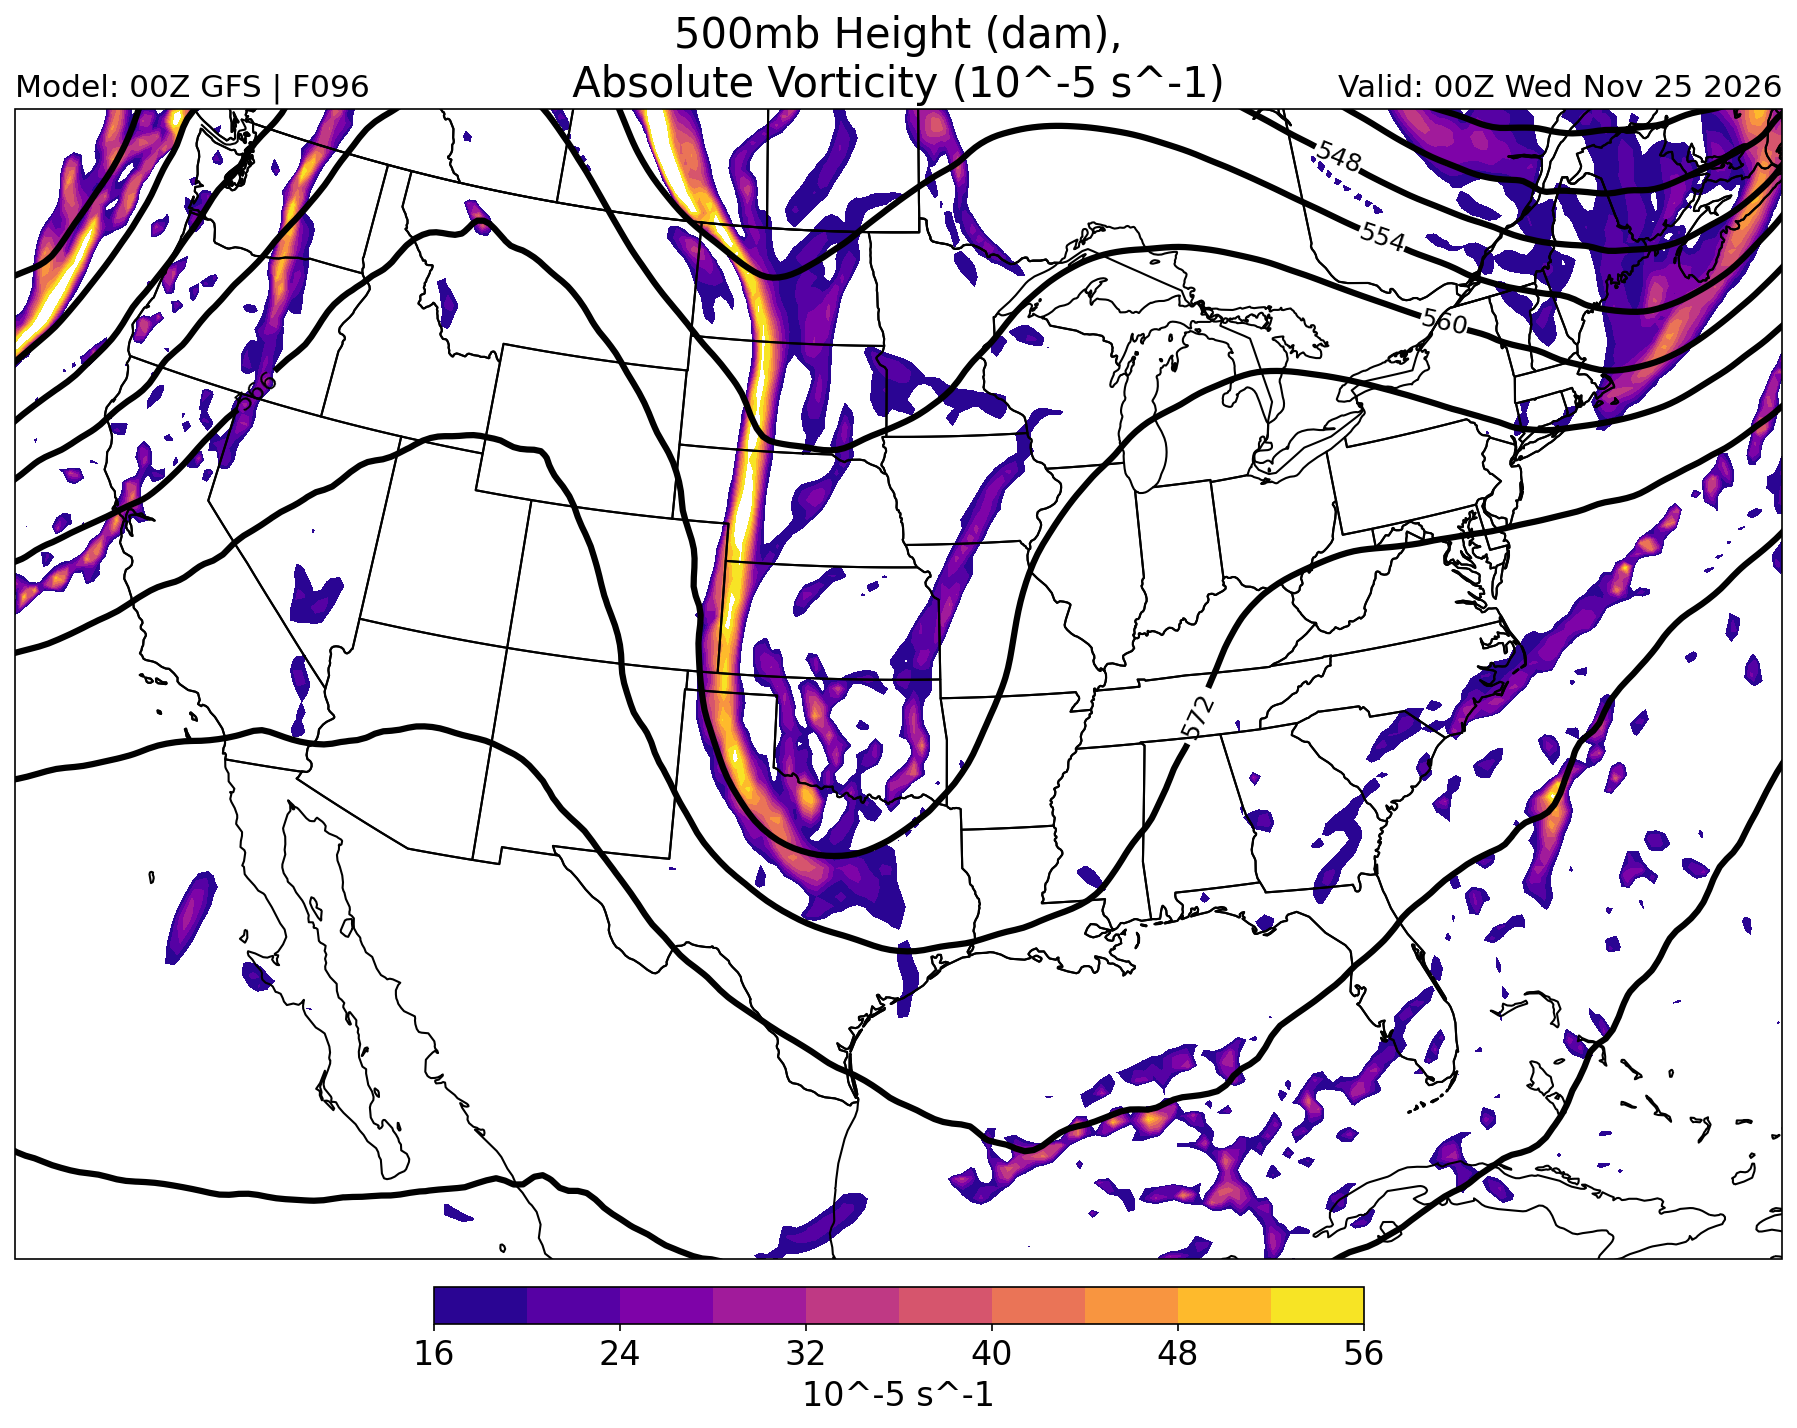 500mb Height (dam),
Absolute Vorticity (10^-5 s^-1)
Model: 00Z GFS | F096
Valid: 00Z Wed Nov 25 2026
548
554
560
566
572
16 24 32 40 48 56
10^-5 s^-1